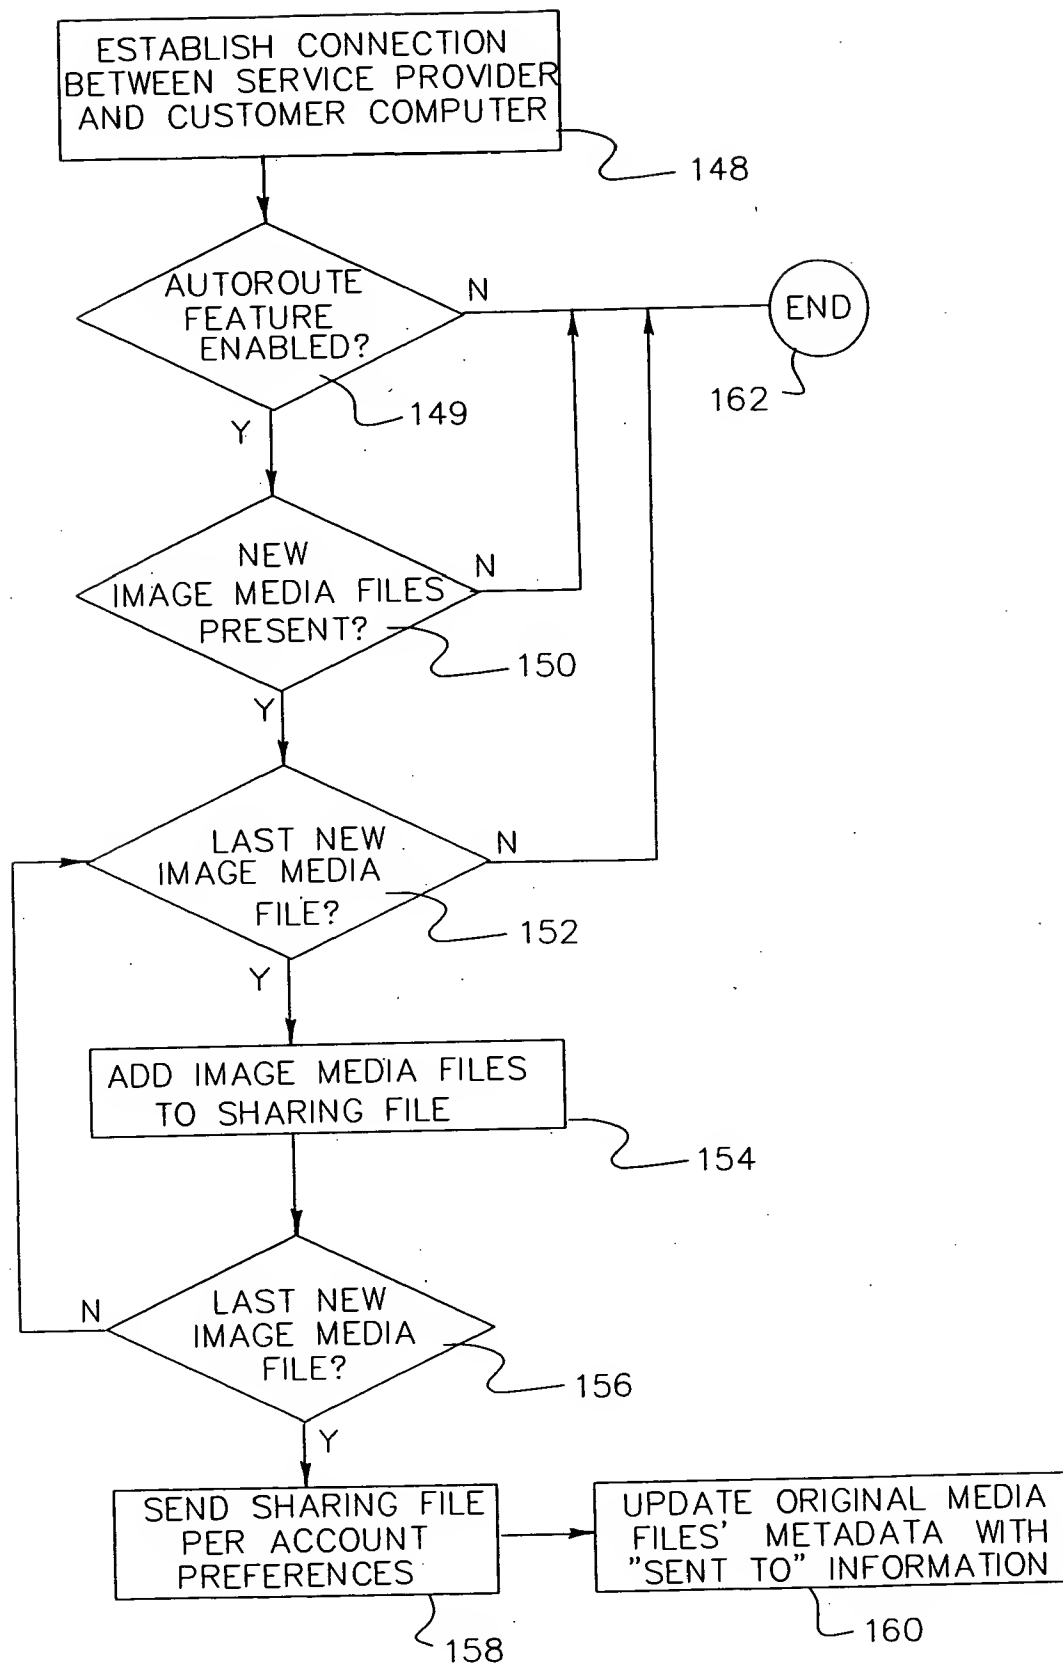 ESTABLISH CONNECTION
BETWEEN SERVICE PROVIDER
AND CUSTOMER COMPUTER
148
AUTOROUTE
FEATURE
ENABLED?
N
END
162
149
Y
NEW
IMAGE MEDIA FILES
PRESENT?
N
150
Y
LAST NEW
IMAGE MEDIA
FILE?
N
152
Y
ADD IMAGE MEDIA FILES
TO SHARING FILE
154
LAST NEW
IMAGE MEDIA
FILE?
N
156
Y
SEND SHARING FILE
PER ACCOUNT
PREFERENCES
158
UPDATE ORIGINAL MEDIA
FILES' METADATA WITH
"SENT TO" INFORMATION
160